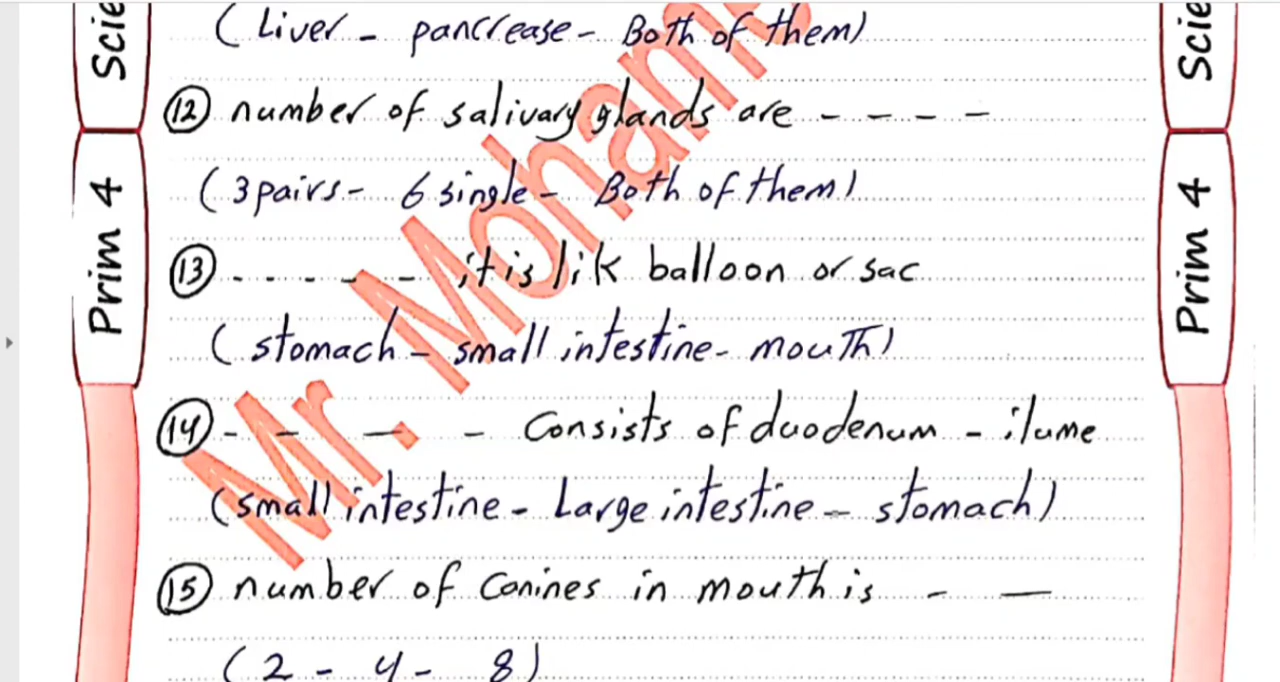 Scie
Scie
( Liver - pancrease - Both of them)
(12) number of salivary glands are - - - -
( 3 pairs - 6 single - Both of them)
(13) - - - - - it is lik balloon or sac
( stomach - small intestine - mouth)
(14) - - - - Consists of duodenum - ilume
(small intestine - Large intestine - stomach)
(15) number of Canines in mouth is - -
( 2 - 4 - 8 )
Prim 4
Prim 4
Mr. Moham